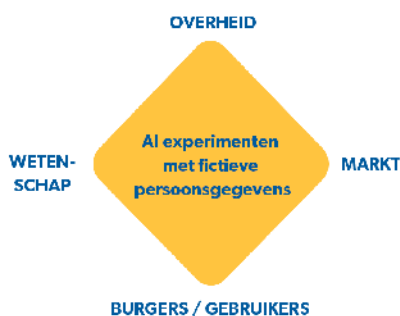 OVERHEID
AI experimenten
met fictieve
persoonsgegevens
WETEN-
SCHAP
MARKT
BURGERS / GEBRUIKERS